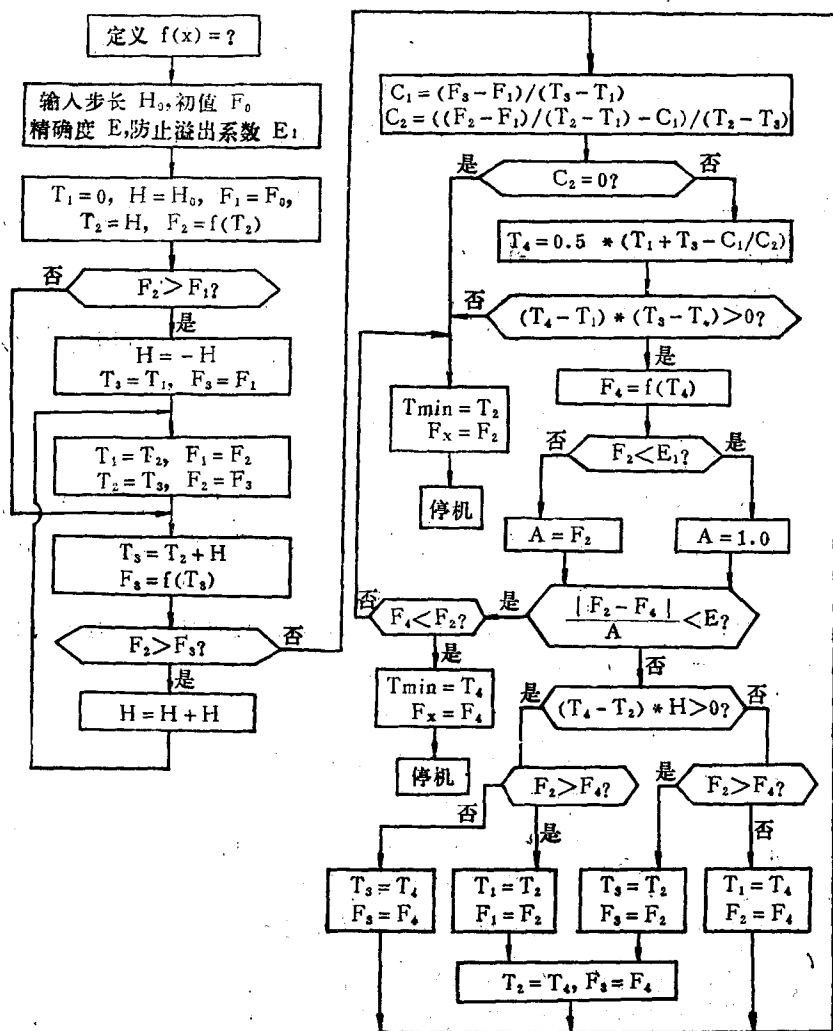 定义 f(x)=?
输入步长 H₀,初值 F₀
精确度 E,防止溢出系数 E₁
T₁=0, H=H₀, F₁=F₀,
T₂=H, F₂=f(T₂)
否
F₂>F₁?
是
H=-H
T₃=T₁, F₃=F₁
T₁=T₂, F₁=F₂
T₂=T₃, F₂=F₃
T₃=T₂+H
F₃=f(T₃)
F₂>F₃?
否
是
H=H+H
C₁=(F₃-F₁)/(T₃-T₁)
C₂=((F₂-F₁)/(T₂-T₁)-C₁)/(T₂-T₃)
是
C₂=0?
否
T₄=0.5 *(T₁+T₃-C₁/C₂)
否
(T₄-T₁)*(T₃-T₄)>0?
是
Tmin=T₂
Fx=F₂
停机
F₄=f(T₄)
否
F₂<E₁?
是
A=F₂
A=1.0
否
F₄<F₂?
是
|F₂-F₄|/A<E?
是
否
Tmin=T₄
Fx=F₄
停机
是
(T₄-T₂)*H>0?
否
F₂>F₄?
是
F₂>F₄?
否
是
否
T₃=T₄
F₃=F₄
T₁=T₂
F₁=F₂
T₃=T₂
F₃=F₂
T₁=T₄
F₂=F₄
T₂=T₄, F₃=F₄